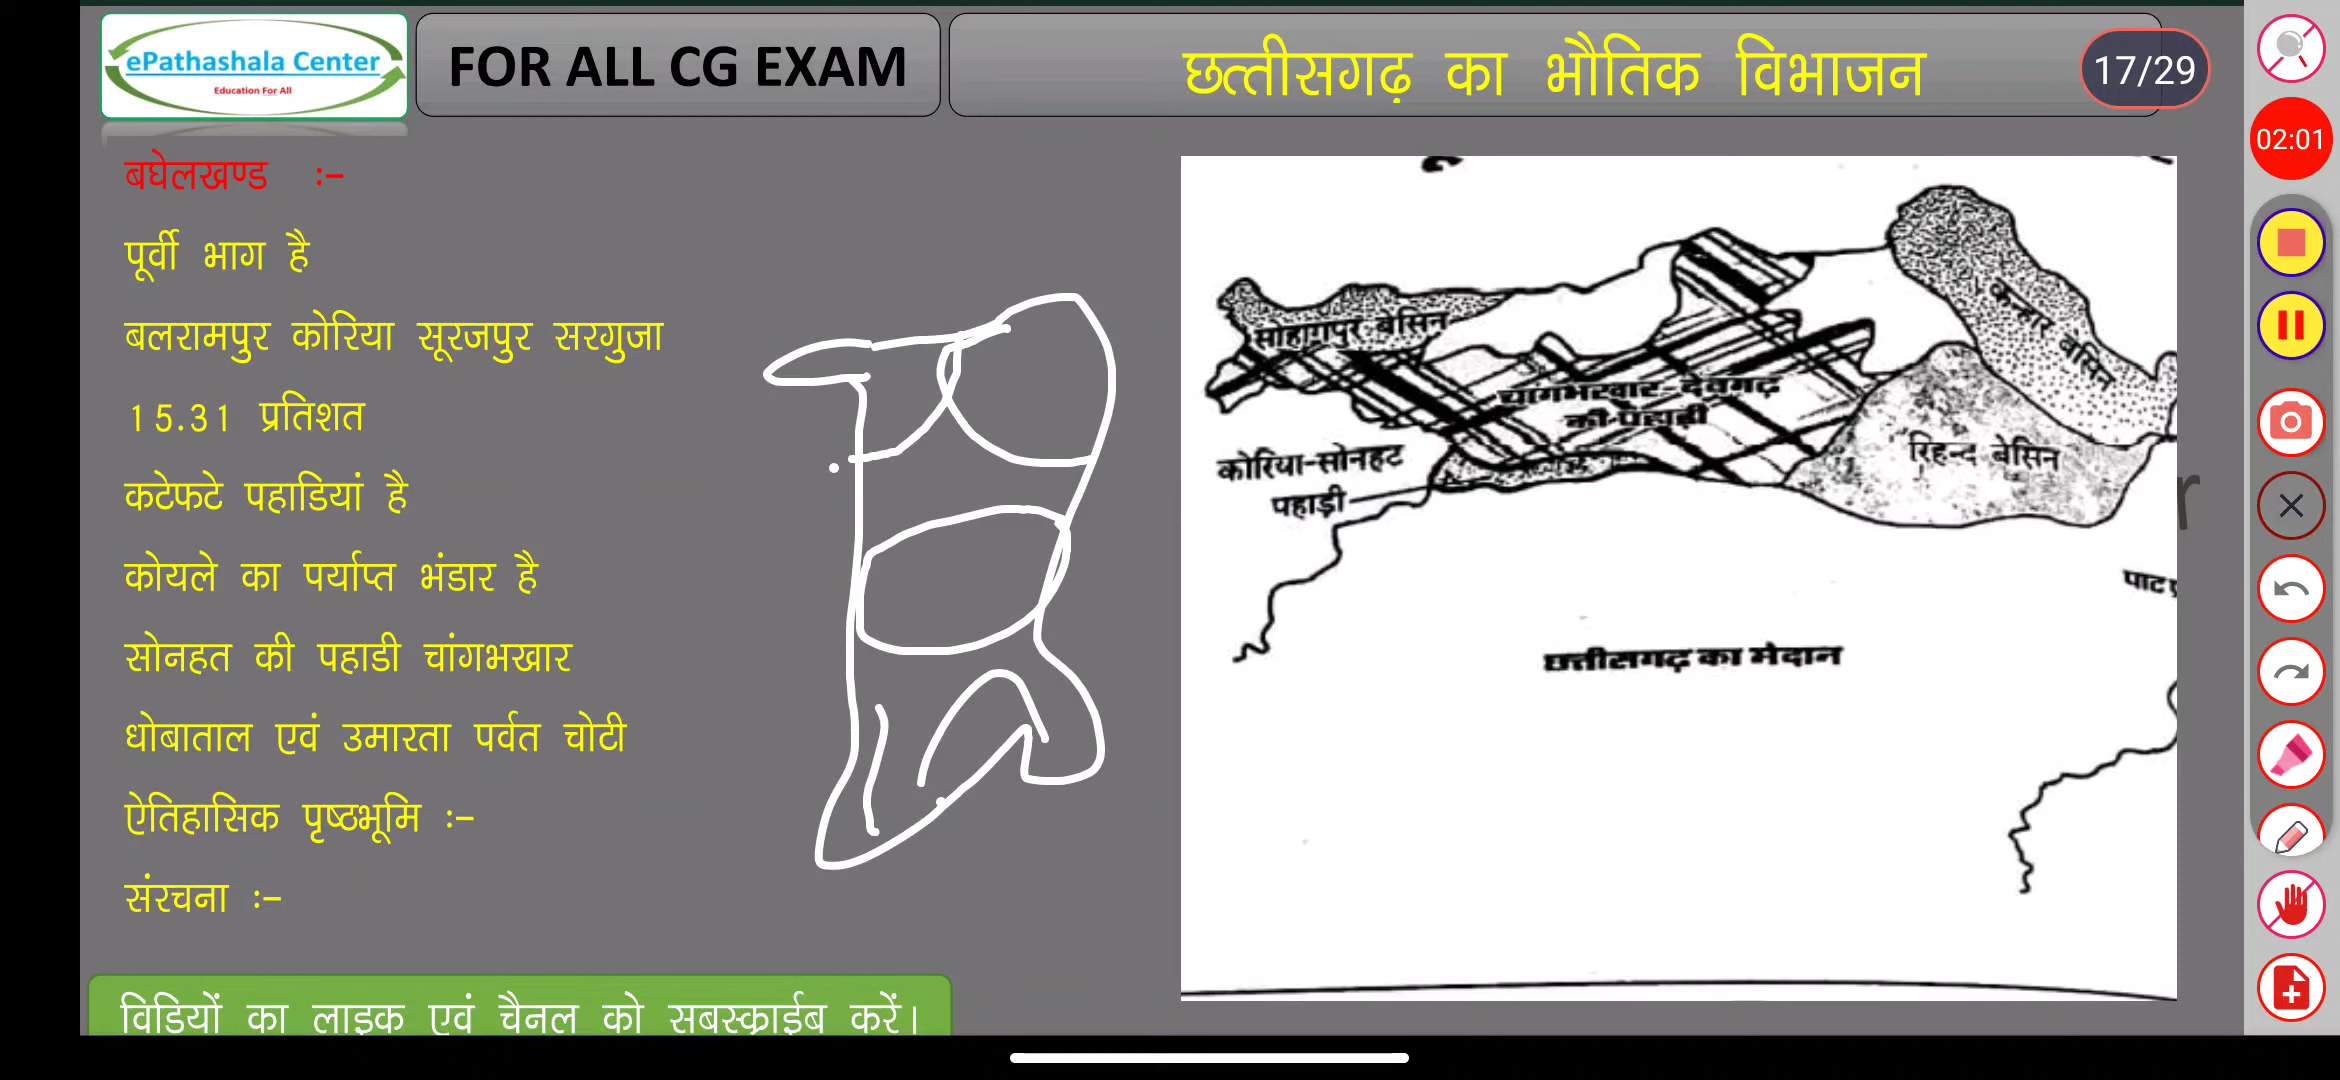 ePathashala Center
Education For All
FOR ALL CG EXAM
छत्तीसगढ़ का भौतिक विभाजन
17/29
02:01
बघेलखण्ड :–
पूर्वी भाग है
बलरामपुर कोरिया सूरजपुर सरगुजा
15.31 प्रतिशत
कटेफटे पहाडियां है
कोयले का पर्याप्त भंडार है
सोनहत की पहाडी चांगभखार
धोबाताल एवं उमारता पर्वत चोटी
ऐतिहासिक पृष्ठभूमि :–
संरचना :–
सोहागपुर बेसिन
कन्हार बेसिन
चांगभखार-देवगढ़
की पहाड़ी
कोरिया-सोनहट
पहाड़ी
रिहन्द बेसिन
छत्तीसगढ़ का मैदान
विडियों का लाइक एवं चैनल को सबस्क्राईब करें।